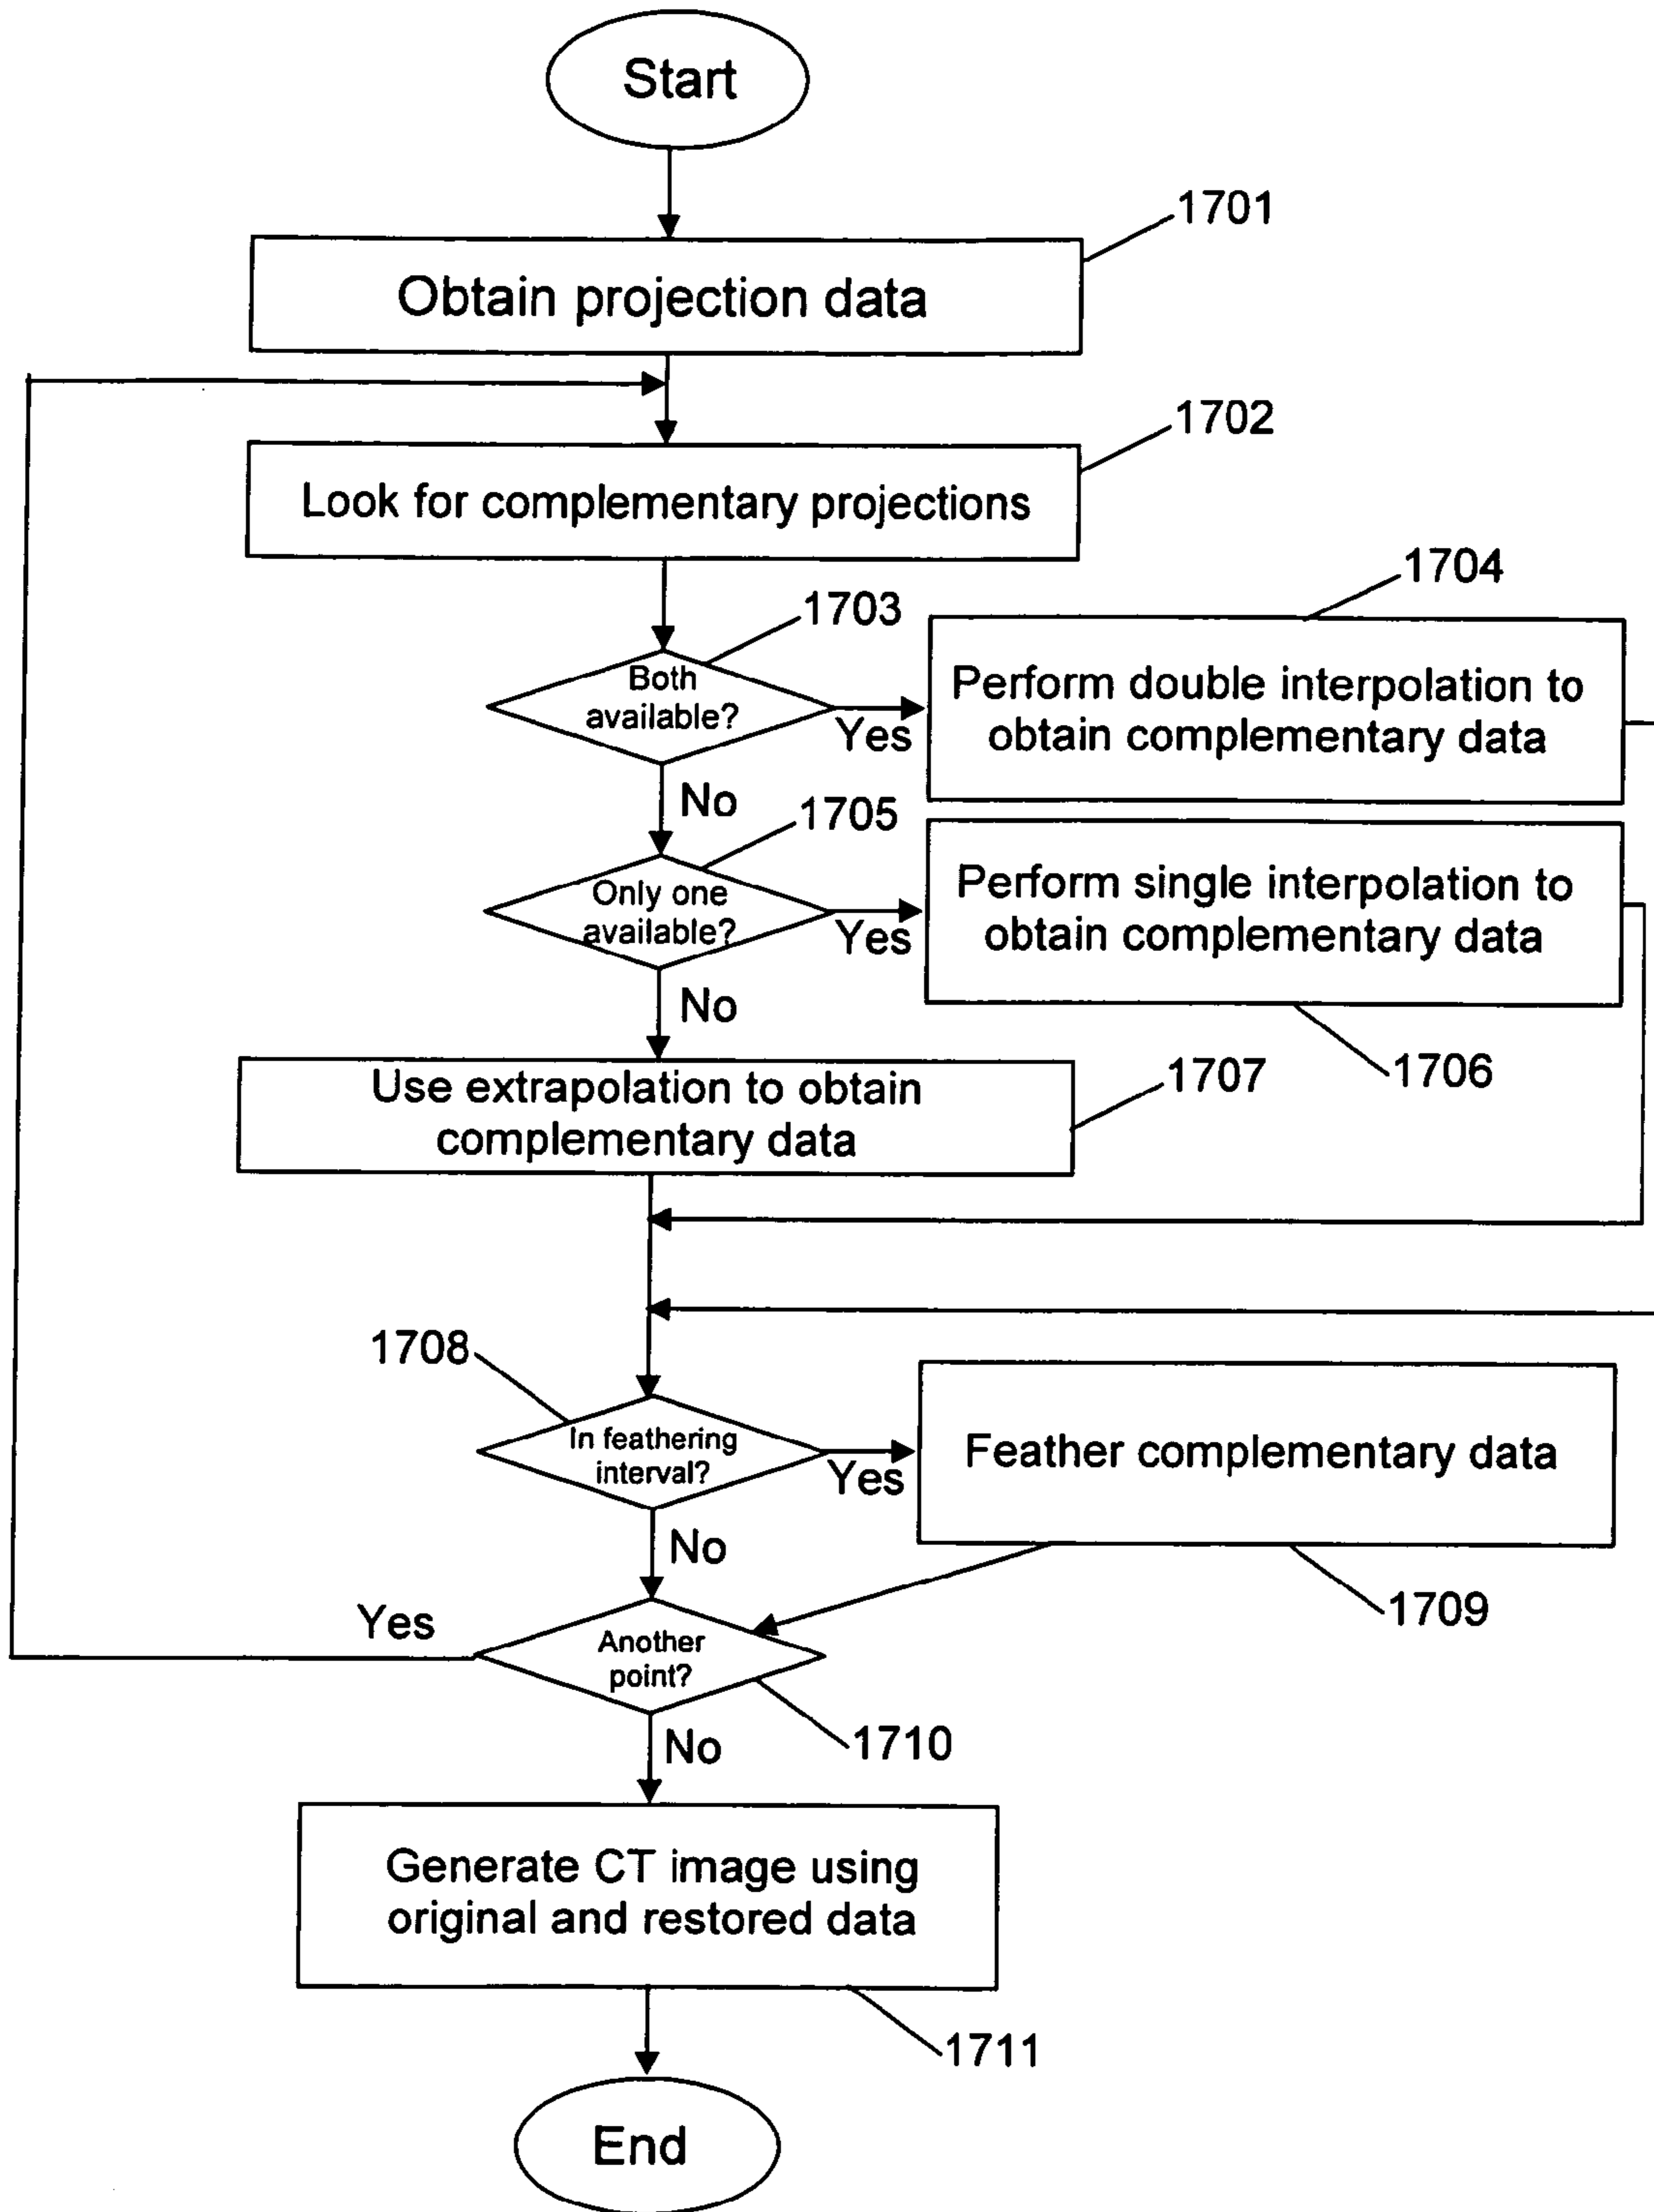 Start
1701
Obtain projection data
1702
Look for complementary projections
1703
Both
available?
Yes
No
1704
Perform double interpolation to
obtain complementary data
1705
Only one
available?
Yes
No
Perform single interpolation to
obtain complementary data
1706
Use extrapolation to obtain
complementary data
1707
1708
In feathering
interval?
Yes
No
Feather complementary data
1709
Yes
Another
point?
1710
No
Generate CT image using
original and restored data
1711
End